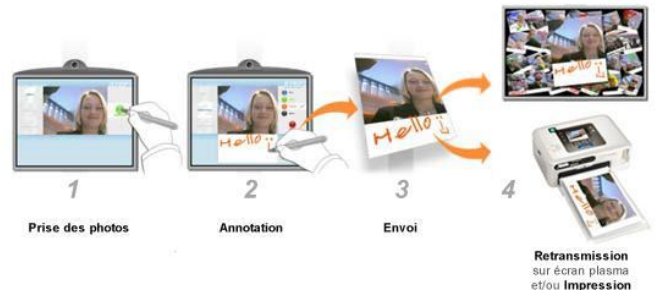 Hello
Hello
Hello
Hello
1
2
3
4
Prise des photos
Annotation
Envoi
Retransmission
sur écran plasma
et/ou Impression